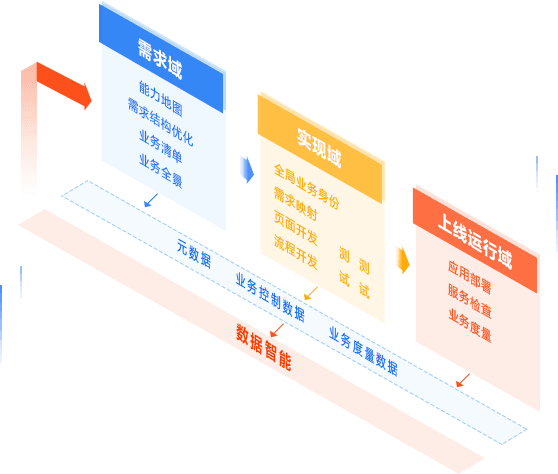 需求域
能力地图
需求结构优化
业务清单
业务全景
实现域
全局业务身份
需求映射
页面开发 测 测
流程开发 试 试
上线运行域
应用部署
服务检查
业务度量
元数据
业务控制数据
业务度量数据
数据智能